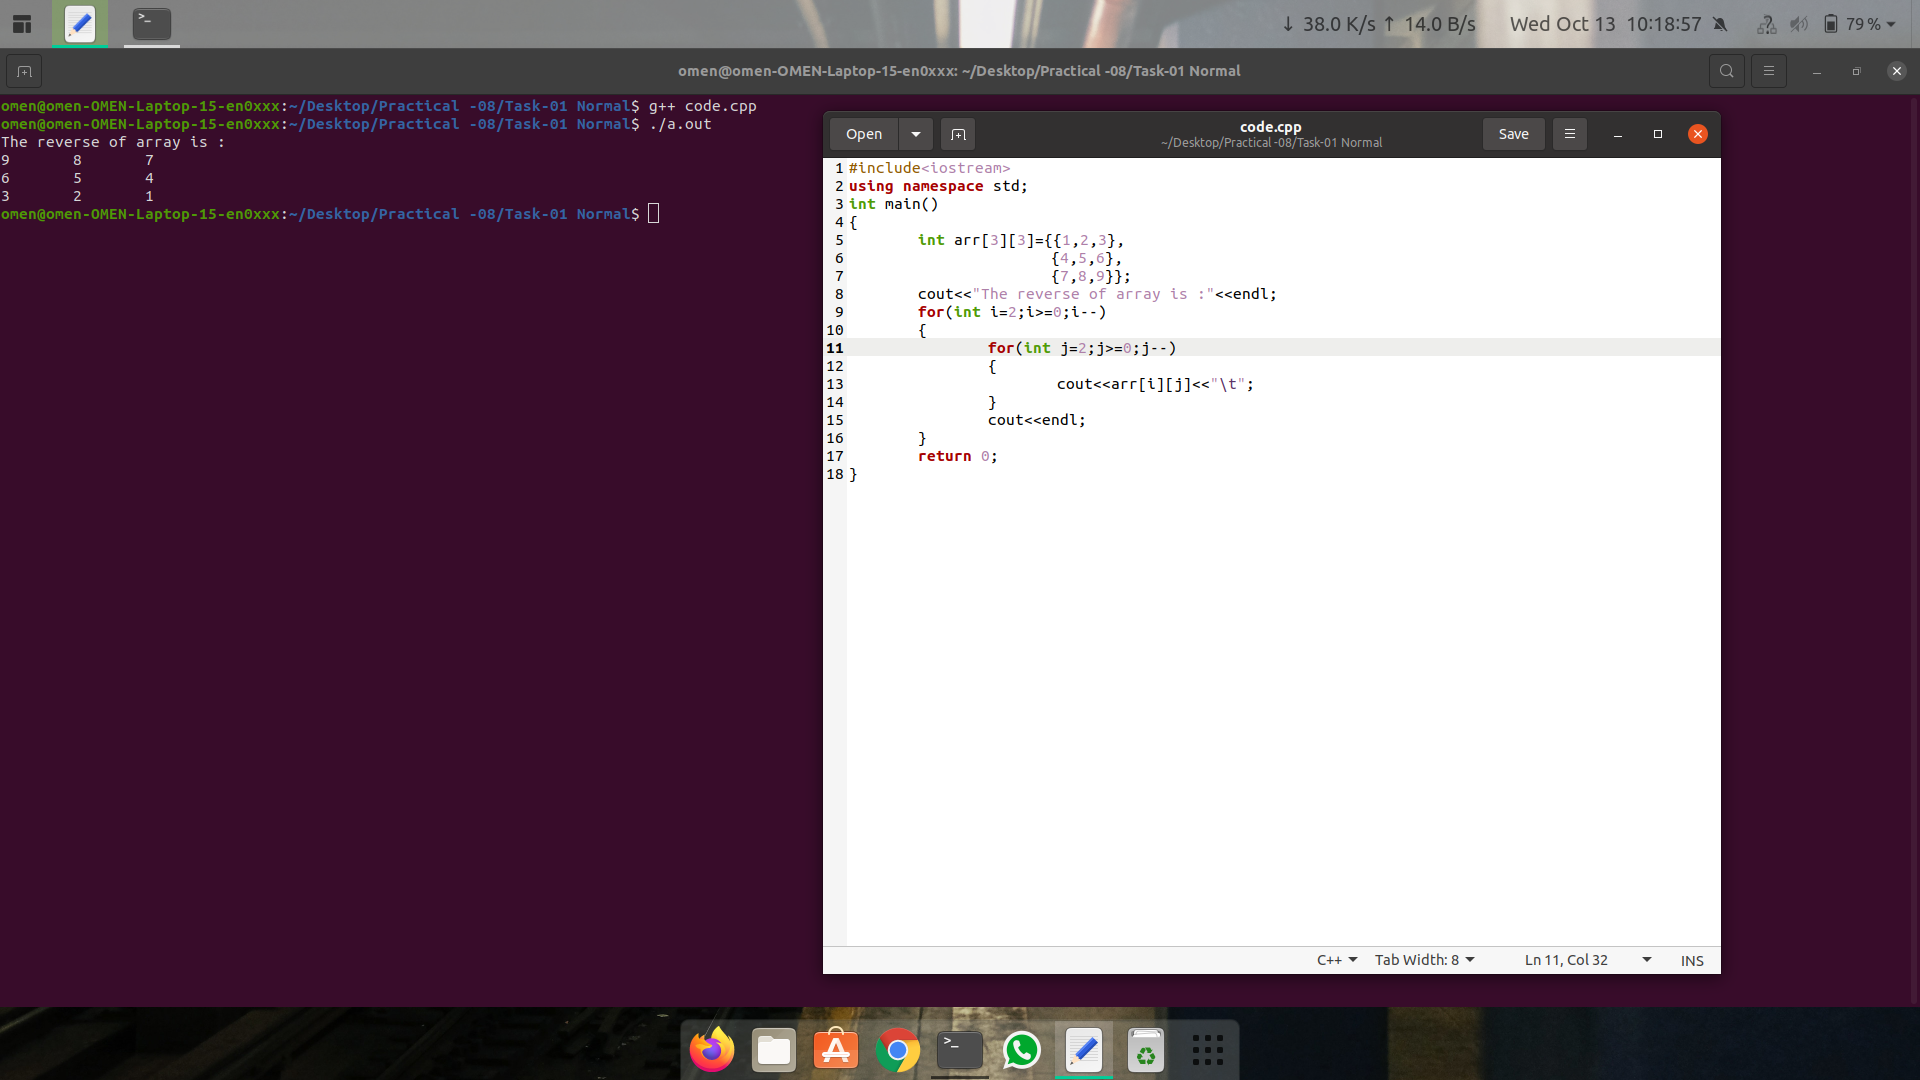 ↓ 38.0 K/s ↑ 14.0 B/s Wed Oct 13 10:18:57 79 %
omen@omen-OMEN-Laptop-15-en0xxx: ~/Desktop/Practical -08/Task-01 Normal
omen@omen-OMEN-Laptop-15-en0xxx:~/Desktop/Practical -08/Task-01 Normal$ g++ code.cpp
omen@omen-OMEN-Laptop-15-en0xxx:~/Desktop/Practical -08/Task-01 Normal$ ./a.out
The reverse of array is :
9 8 7
6 5 4
3 2 1
omen@omen-OMEN-Laptop-15-en0xxx:~/Desktop/Practical -08/Task-01 Normal$
Open code.cpp Save
~/Desktop/Practical -08/Task-01 Normal
1 #include<iostream>
2 using namespace std;
3 int main()
4 {
5 int arr[3][3]={{1,2,3},
6 {4,5,6},
7 {7,8,9}};
8 cout<<"The reverse of array is :"<<endl;
9 for(int i=2;i>=0;i--)
10 {
11 for(int j=2;j>=0;j--)
12 {
13 cout<<arr[i][j]<<"\t";
14 }
15 cout<<endl;
16 }
17 return 0;
18 }
C++ Tab Width: 8 Ln 11, Col 32 INS